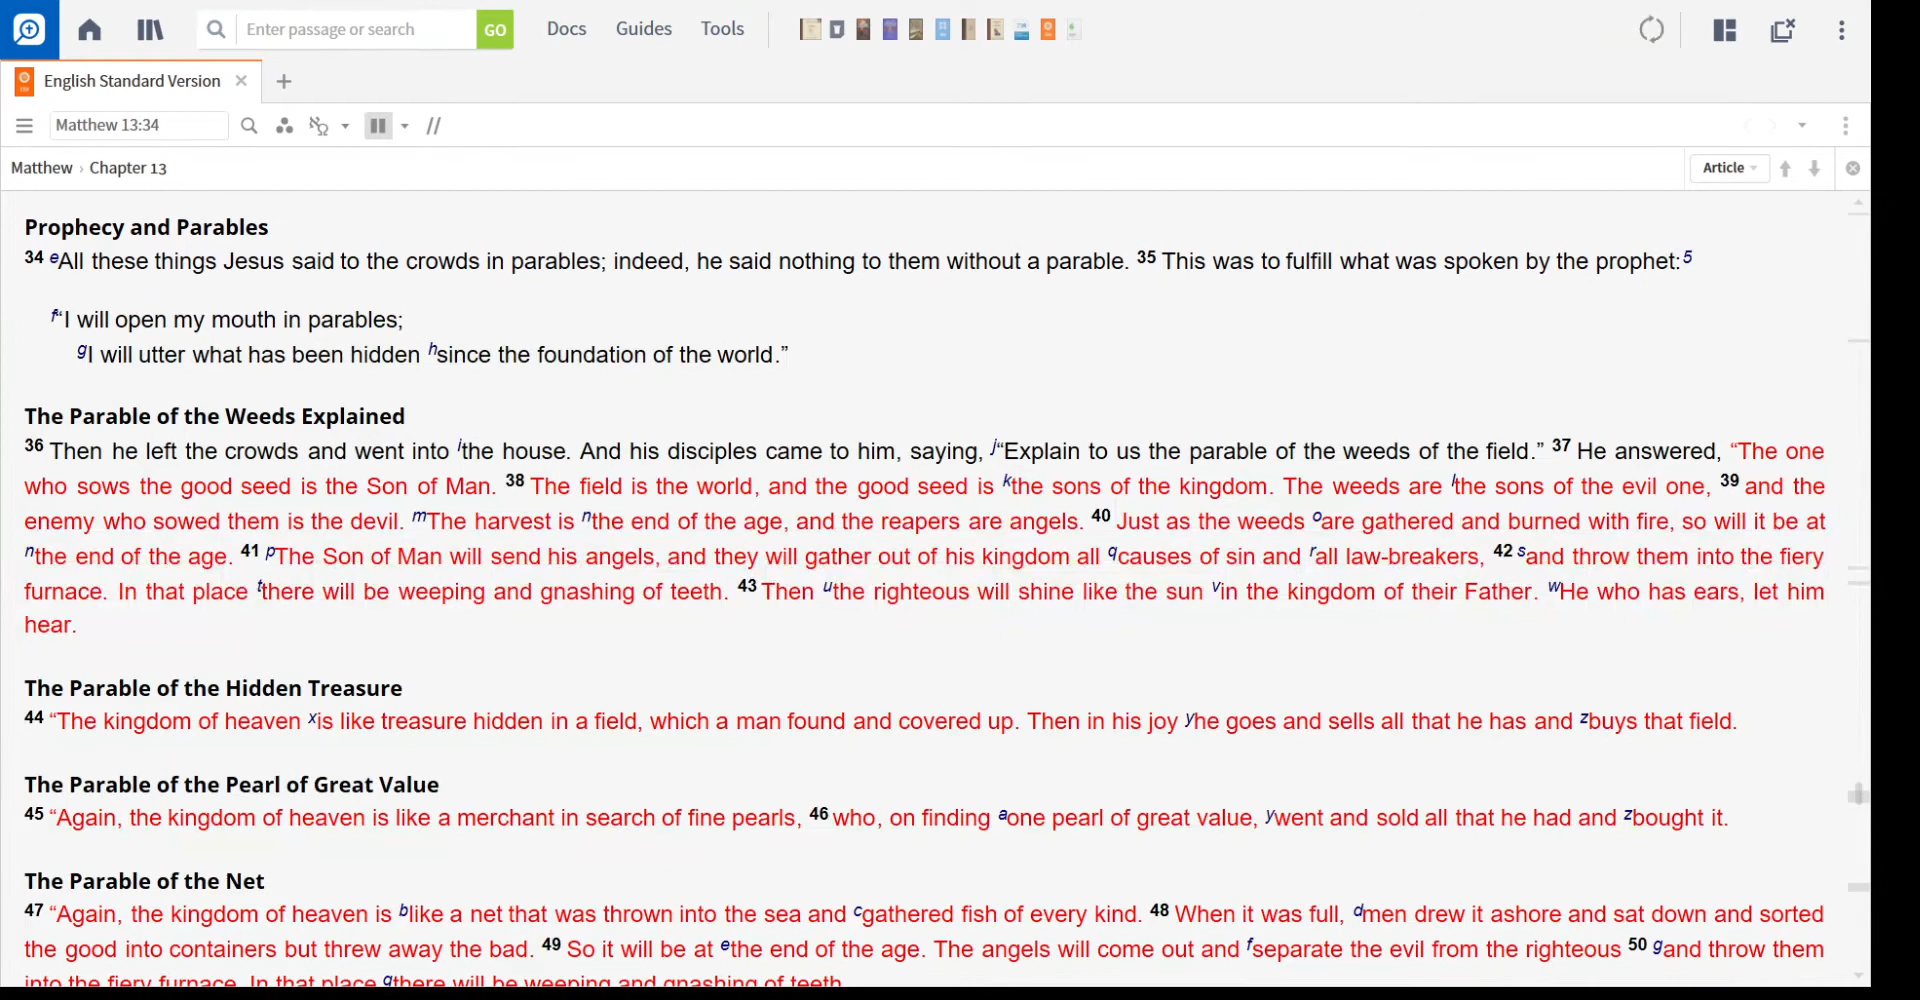 Enter passage or search GO Docs Guides Tools
English Standard Version
Matthew 13:34
Matthew › Chapter 13 Article
Prophecy and Parables
34 eAll these things Jesus said to the crowds in parables; indeed, he said nothing to them without a parable. 35 This was to fulfill what was spoken by the prophet:5
f“I will open my mouth in parables;
gI will utter what has been hidden hsince the foundation of the world.”
The Parable of the Weeds Explained
36 Then he left the crowds and went into ithe house. And his disciples came to him, saying, j“Explain to us the parable of the weeds of the field.” 37 He answered, “The one
who sows the good seed is the Son of Man. 38 The field is the world, and the good seed is kthe sons of the kingdom. The weeds are lthe sons of the evil one, 39 and the
enemy who sowed them is the devil. mThe harvest is nthe end of the age, and the reapers are angels. 40 Just as the weeds oare gathered and burned with fire, so will it be at
nthe end of the age. 41 pThe Son of Man will send his angels, and they will gather out of his kingdom all qcauses of sin and rall law-breakers, 42 sand throw them into the fiery
furnace. In that place tthere will be weeping and gnashing of teeth. 43 Then uthe righteous will shine like the sun vin the kingdom of their Father. wHe who has ears, let him
hear.
The Parable of the Hidden Treasure
44 “The kingdom of heaven xis like treasure hidden in a field, which a man found and covered up. Then in his joy yhe goes and sells all that he has and zbuys that field.
The Parable of the Pearl of Great Value
45 “Again, the kingdom of heaven is like a merchant in search of fine pearls, 46 who, on finding aone pearl of great value, ywent and sold all that he had and zbought it.
The Parable of the Net
47 “Again, the kingdom of heaven is blike a net that was thrown into the sea and cgathered fish of every kind. 48 When it was full, dmen drew it ashore and sat down and sorted
the good into containers but threw away the bad. 49 So it will be at ethe end of the age. The angels will come out and fseparate the evil from the righteous 50 gand throw them
into the fiery furnace. In that place gthere will be weeping and gnashing of teeth.